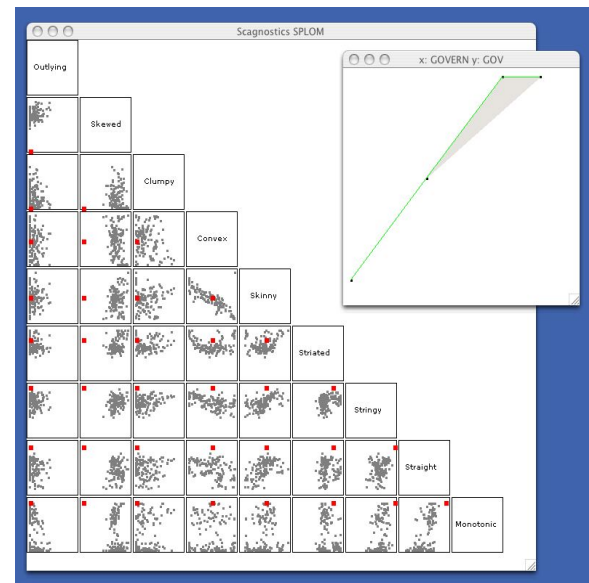 Scagnostics SPLOM
x: GOVERN y: GOV
Outlying
Skewed
Clumpy
Convex
Skinny
Striated
Stringy
Straight
Monotonic